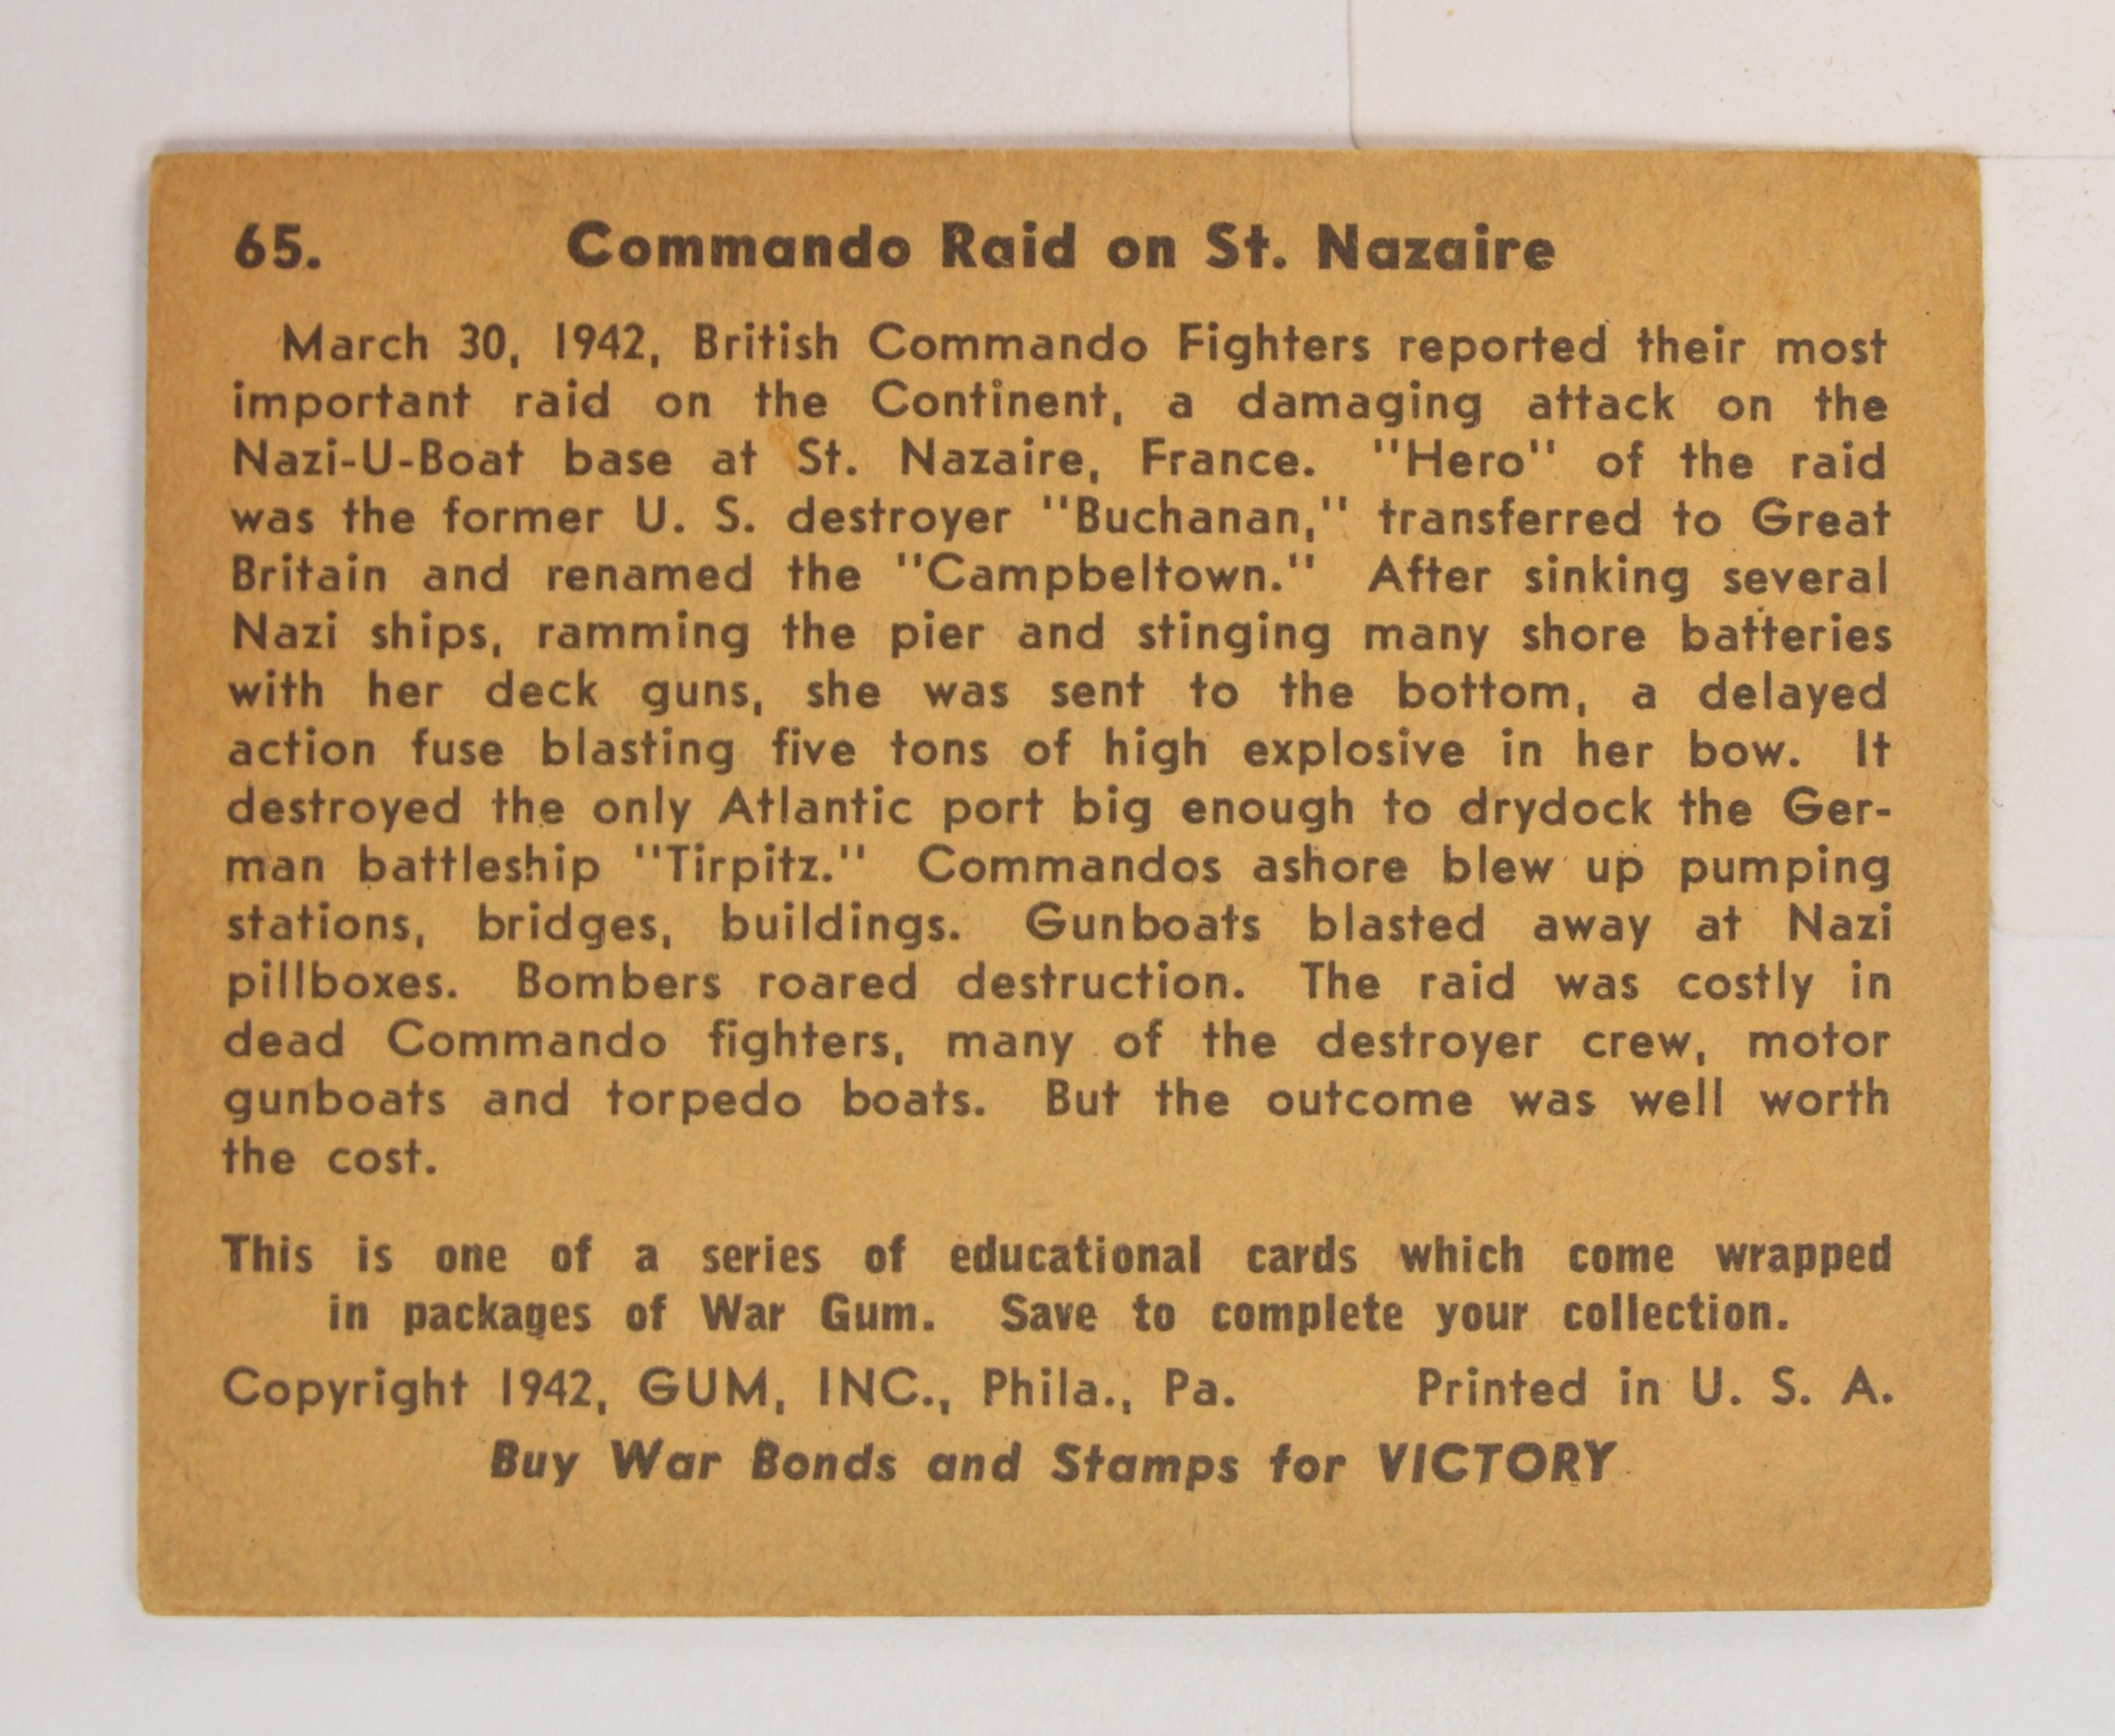 65. Commando Raid on St. Nazaire
March 30, 1942, British Commando Fighters reported their most
important raid on the Continent, a damaging attack on the
Nazi-U-Boat base at St. Nazaire, France. "Hero" of the raid
was the former U. S. destroyer "Buchanan," transferred to Great
Britain and renamed the "Campbeltown." After sinking several
Nazi ships, ramming the pier and stinging many shore batteries
with her deck guns, she was sent to the bottom, a delayed
action fuse blasting five tons of high explosive in her bow. It
destroyed the only Atlantic port big enough to drydock the Ger-
man battleship "Tirpitz." Commandos ashore blew up pumping
stations, bridges, buildings. Gunboats blasted away at Nazi
pillboxes. Bombers roared destruction. The raid was costly in
dead Commando fighters, many of the destroyer crew, motor
gunboats and torpedo boats. But the outcome was well worth
the cost.
This is one of a series of educational cards which come wrapped
in packages of War Gum. Save to complete your collection.
Copyright 1942, GUM, INC., Phila., Pa. Printed in U. S. A.
Buy War Bonds and Stamps for VICTORY